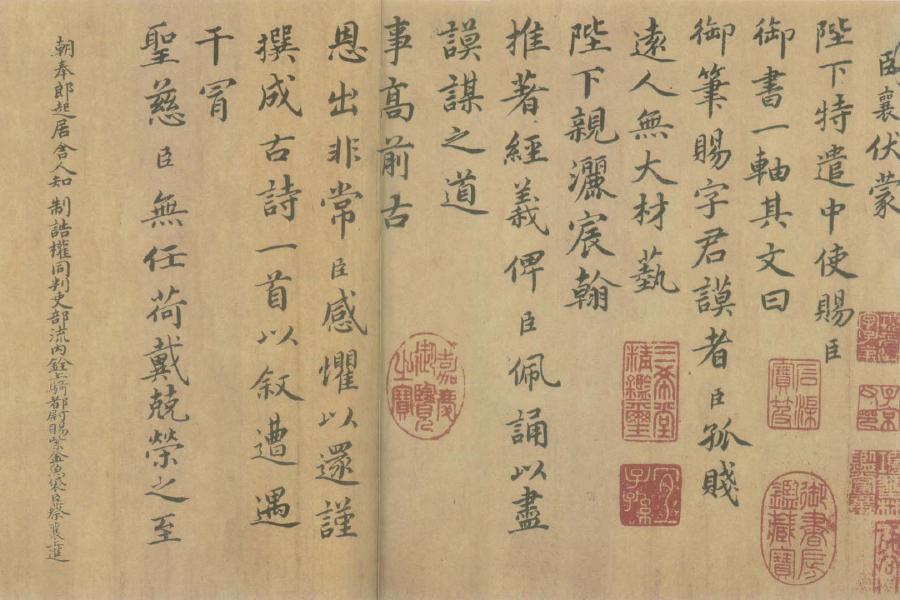 臣襄伏蒙
陛下特遣中使賜臣
御書一軸其文曰
御筆賜字君謨者臣孤賤
遠人無大材藝
陛下親灑宸翰
推著經義俾臣佩誦以盡
謨謀之道
事高前古
恩出非常臣感懼以還謹
撰成古詩一首以叙遭遇
干冒
聖慈臣無任荷戴兢榮之至
朝奉郎起居舍人知 制誥權同判吏部流内銓上騎都尉賜紫金魚袋臣蔡襄進
石渠寶笈
御書房鑑藏寶
三希堂精鑑璽
宜子孫
嘉慶御覽之寶